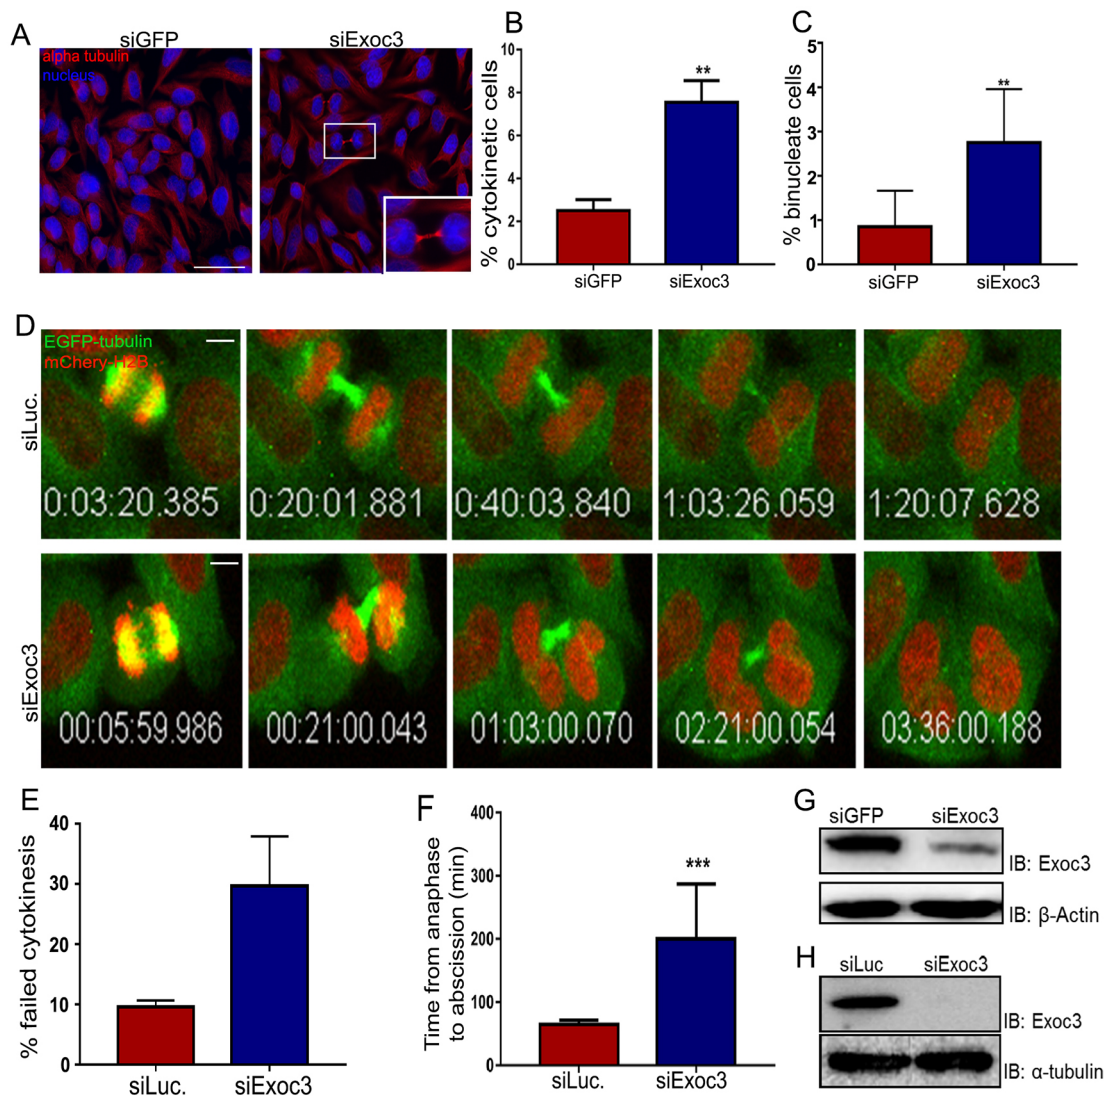 A
siGFP
siExoc3
alpha tubulin
nucleus
B
% cytokinetic cells
10
8
6
4
2
0
**
siGFP
siExoc3
C
% binucleate cells
5
4
3
2
1
0
**
siGFP
siExoc3
D
siLuc.
EGFP-tubulin
mChery-H2B
0:03:20.385
0:20:01.881
0:40:03.840
1:03:26.059
1:20:07.628
siExoc3
00:05:59.986
00:21:00.043
01:03:00.070
02:21:00.054
03:36:00.188
E
% failed cytokinesis
40
30
20
10
0
siLuc.
siExoc3
F
Time from anaphase
to abscission (min)
400
300
200
100
0
***
siLuc.
siExoc3
G
siGFP
siExoc3
IB: Exoc3
IB: β-Actin
H
siLuc
siExoc3
IB: Exoc3
IB: α-tubulin